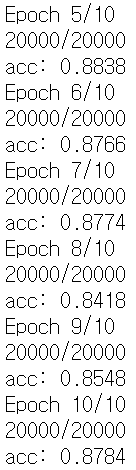 Epoch 5/10
20000/20000
acc: 0.8838
Epoch 6/10
20000/20000
acc: 0.8766
Epoch 7/10
20000/20000
acc: 0.8774
Epoch 8/10
20000/20000
acc: 0.8418
Epoch 9/10
20000/20000
acc: 0.8548
Epoch 10/10
20000/20000
acc: 0.8784